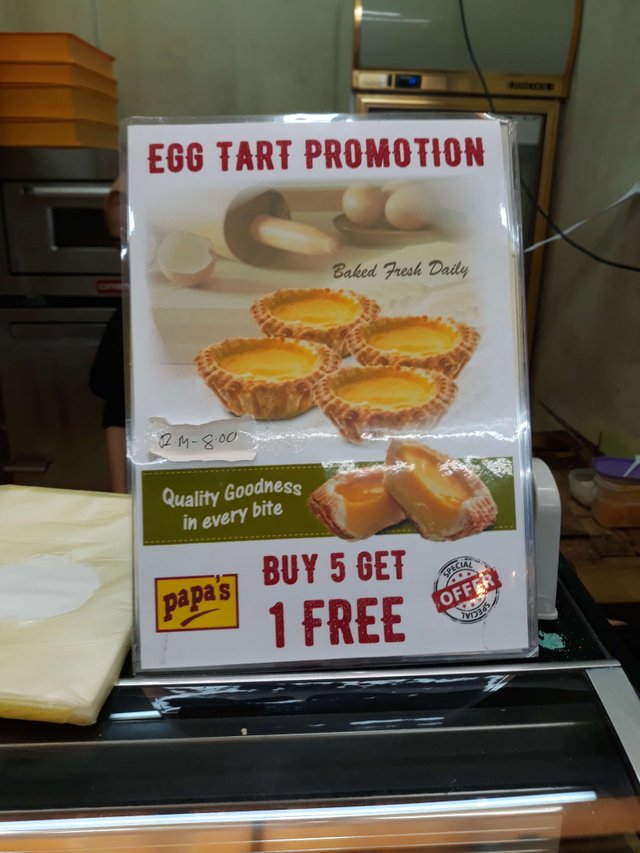 EGG TART PROMOTION
Baked Fresh Daily
RM-8.00
Quality Goodness
in every bite
BUY 5 GET
1 FREE
papa's
SPECIAL
OFFER
SPECIAL